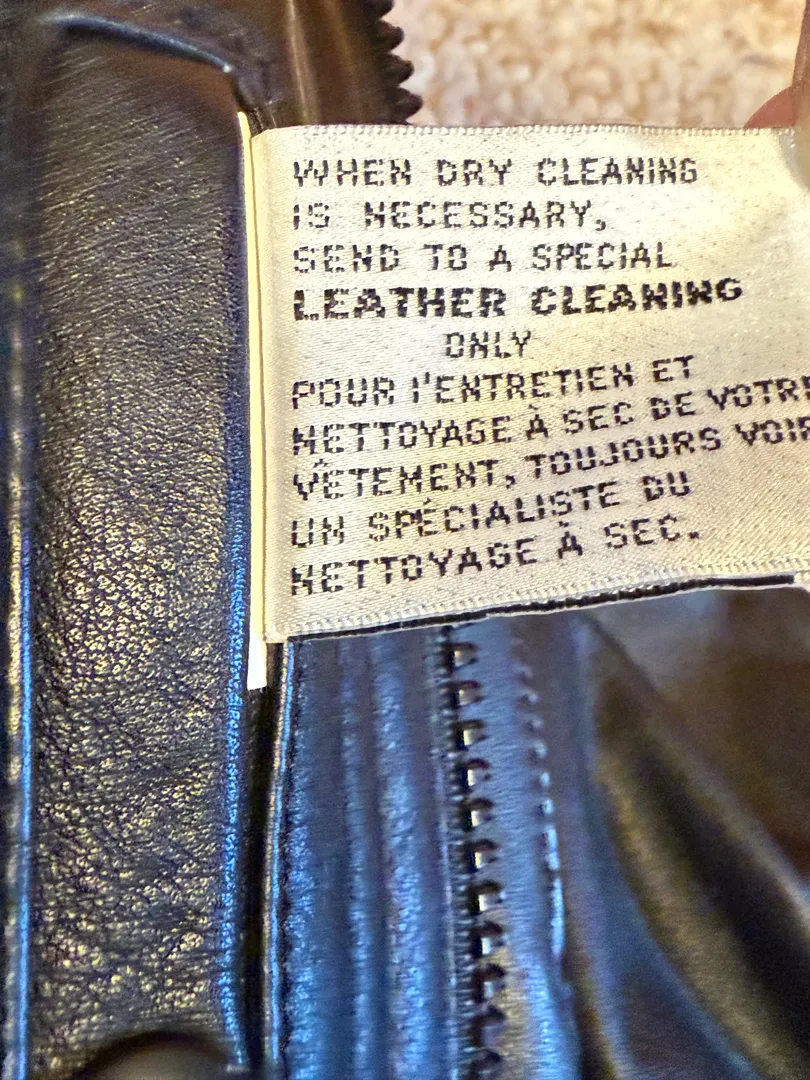 WHEN DRY CLEANING
IS NECESSARY,
SEND TO A SPECIAL
LEATHER CLEANING
ONLY
POUR l'ENTRETIEN ET
NETTOYAGE À SEC DE VOTRE
VÊTEMENT, TOUJOURS VOIR
UN SPÉCIALISTE DU
NETTOYAGE À SEC.